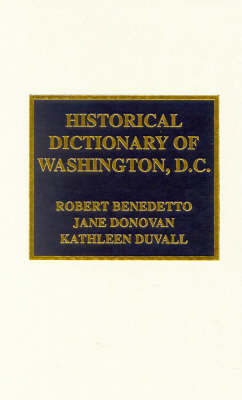 HISTORICAL
DICTIONARY OF
WASHINGTON, D.C.
ROBERT BENEDETTO
JANE DONOVAN
KATHLEEN DUVALL